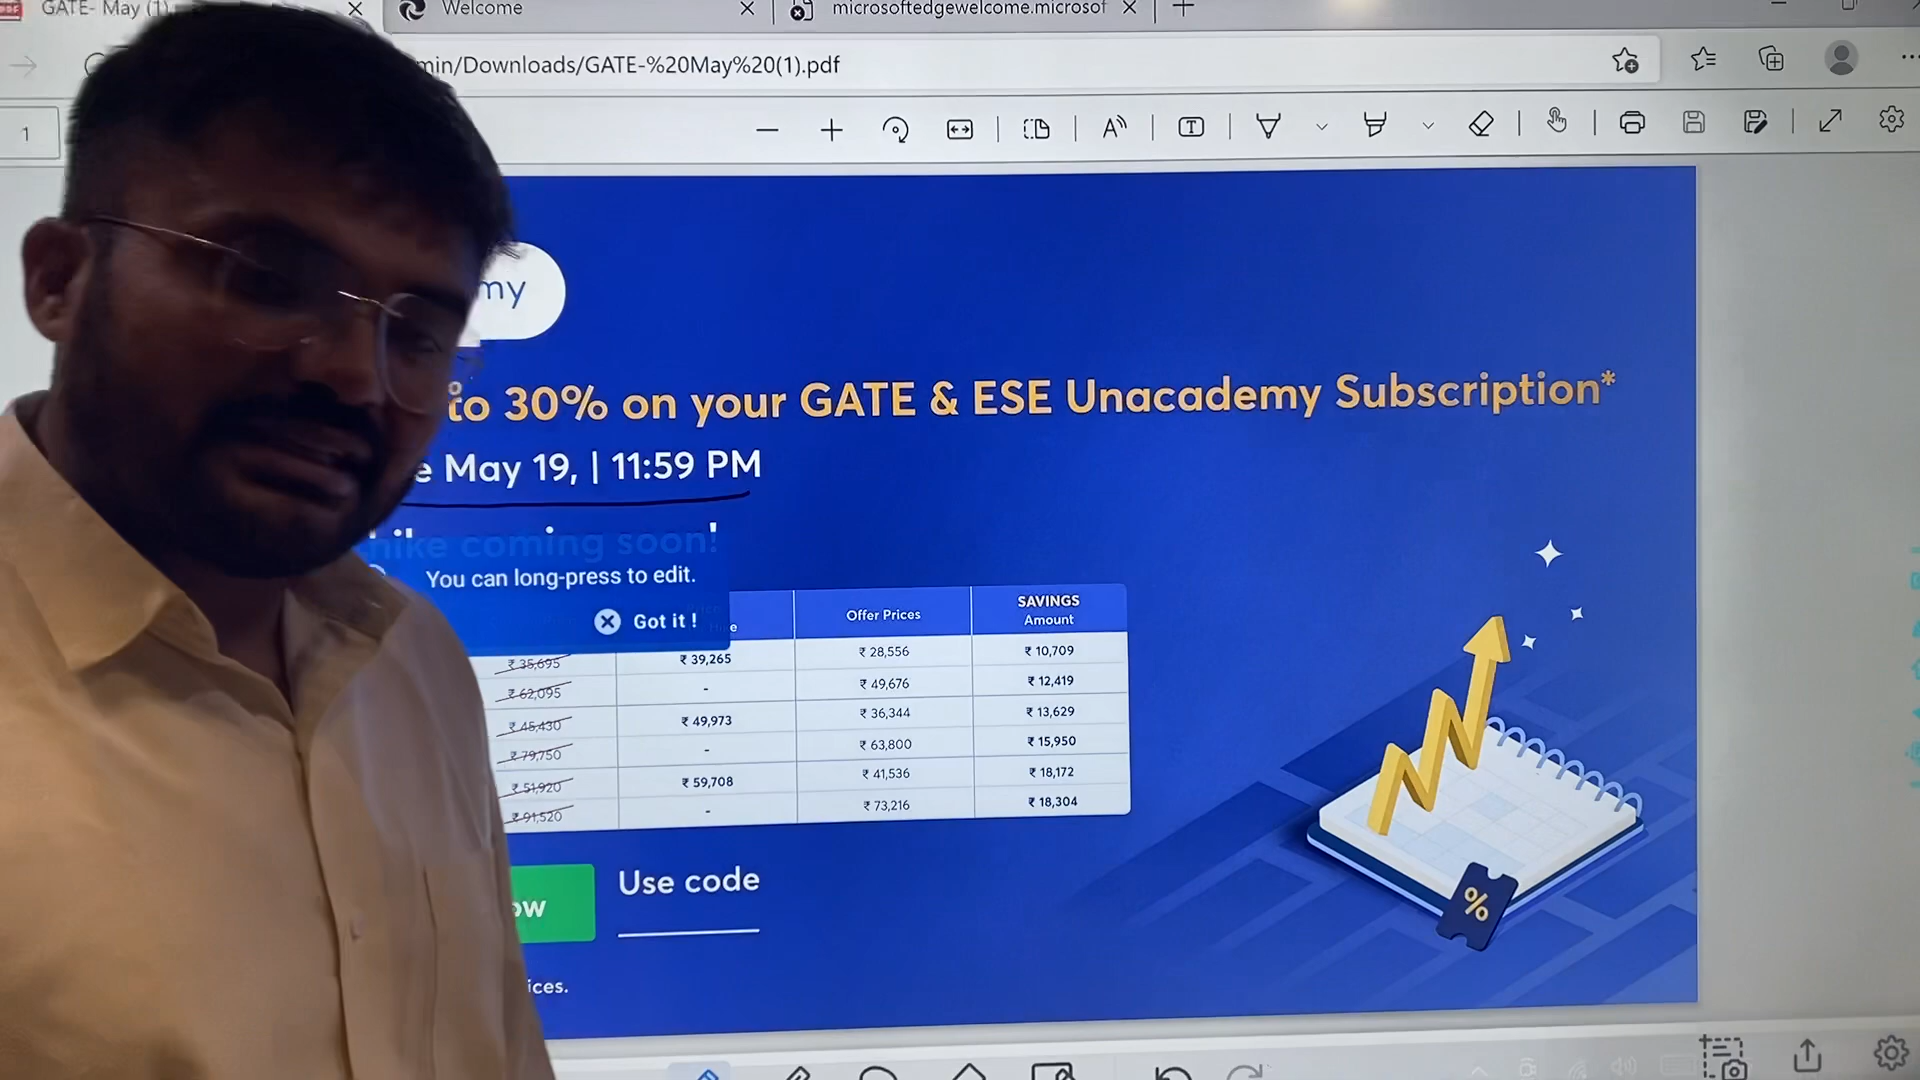 GATE- May (1)
Welcome
microsoftedgewelcome.microsof
min/Downloads/GATE-%20May%20(1).pdf
1
my
to 30% on your GATE & ESE Unacademy Subscription*
e May 19, | 11:59 PM
hike coming soon!
You can long-press to edit.
Got it !
Offer Prices
SAVINGS
Amount
₹ 35,695 ₹ 39,265 ₹ 28,556 ₹ 10,709
₹ 62,095 - ₹ 49,676 ₹ 12,419
₹ 45,430 ₹ 49,973 ₹ 36,344 ₹ 13,629
₹ 79,750 - ₹ 63,800 ₹ 15,950
₹ 51,920 ₹ 59,708 ₹ 41,536 ₹ 18,172
₹ 91,520 - ₹ 73,216 ₹ 18,304
ow
Use code
%
ices.